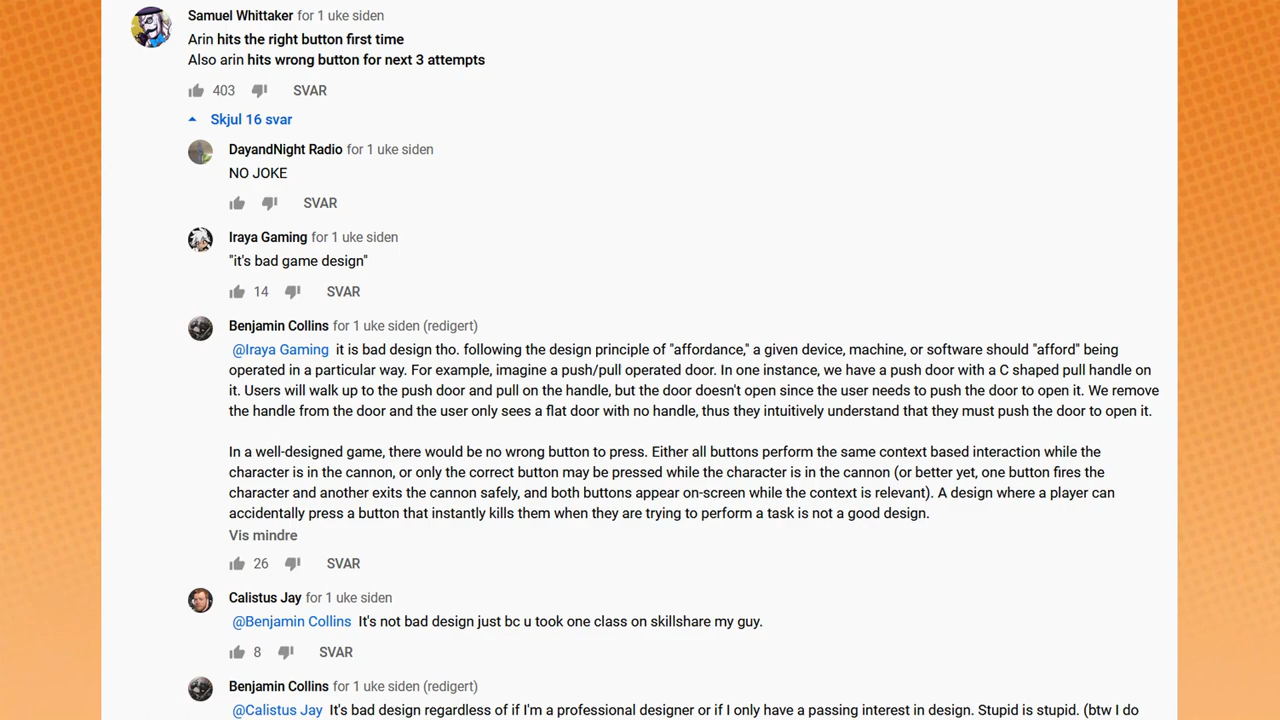 Samuel Whittaker for 1 uke siden
Arin hits the right button first time
Also arin hits wrong button for next 3 attempts
403 SVAR
Skjul 16 svar
DayandNight Radio for 1 uke siden
NO JOKE
SVAR
Iraya Gaming for 1 uke siden
"it's bad game design"
14 SVAR
Benjamin Collins for 1 uke siden (redigert)
@Iraya Gaming it is bad design tho. following the design principle of "affordance," a given device, machine, or software should "afford" being
operated in a particular way. For example, imagine a push/pull operated door. In one instance, we have a push door with a C shaped pull handle on
it. Users will walk up to the push door and pull on the handle, but the door doesn't open since the user needs to push the door to open it. We remove
the handle from the door and the user only sees a flat door with no handle, thus they intuitively understand that they must push the door to open it.
In a well-designed game, there would be no wrong button to press. Either all buttons perform the same context based interaction while the
character is in the cannon, or only the correct button may be pressed while the character is in the cannon (or better yet, one button fires the
character and another exits the cannon safely, and both buttons appear on-screen while the context is relevant). A design where a player can
accidentally press a button that instantly kills them when they are trying to perform a task is not a good design.
Vis mindre
26 SVAR
Calistus Jay for 1 uke siden
@Benjamin Collins It's not bad design just bc u took one class on skillshare my guy.
8 SVAR
Benjamin Collins for 1 uke siden (redigert)
@Calistus Jay It's bad design regardless of if I'm a professional designer or if I only have a passing interest in design. Stupid is stupid. (btw I do